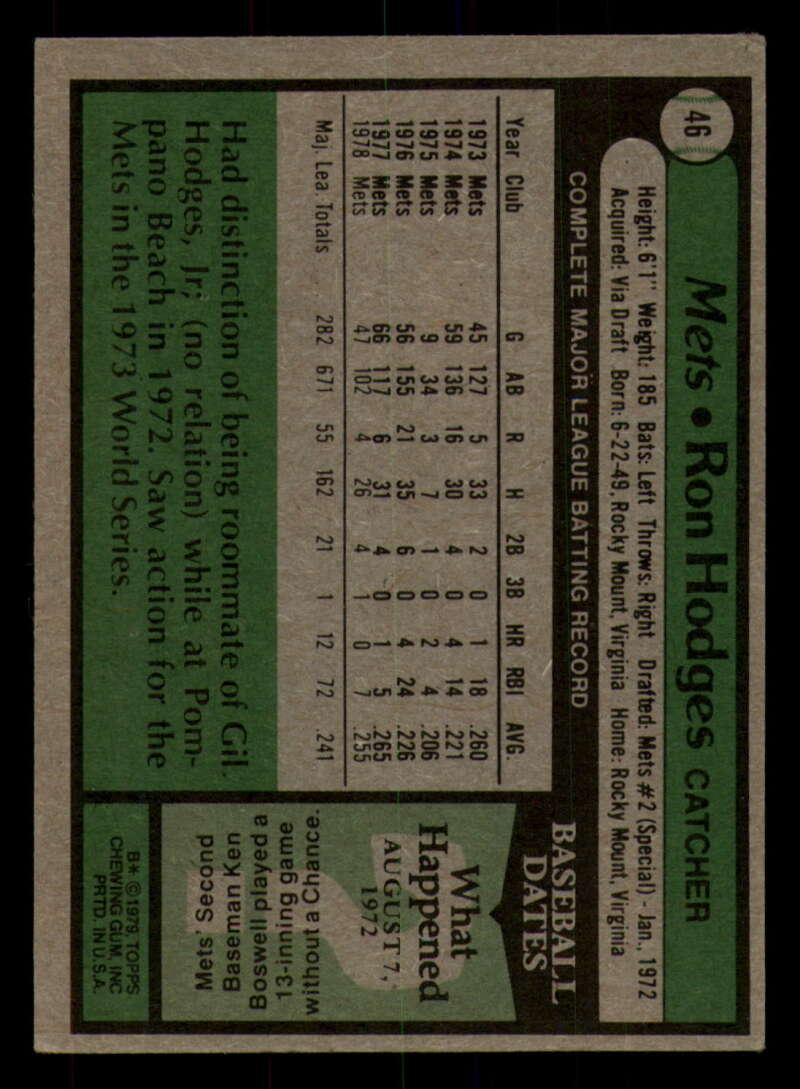 46
Mets • Ron Hodges CATCHER
Height: 6'1" Weight: 185 Bats: Left Throws: Right Drafted: Mets #2 (Special) - Jan., 1972
Acquired: Via Draft Born: 6-22-49, Rocky Mount, Virginia Home: Rocky Mount, Virginia
COMPLETE MAJOR LEAGUE BATTING RECORD
Year Club G AB R H 2B 3B HR RBI AVG.
1973 Mets 45 127 5 33 2 0 1 18 .260
1974 Mets 59 136 16 30 4 0 4 14 .221
1975 Mets 9 34 3 7 1 0 2 4 .206
1976 Mets 56 155 21 35 6 0 4 24 .226
1977 Mets 66 117 6 31 4 0 1 5 .265
1978 Mets 47 102 4 26 4 1 0 7 .255
Maj. Lea Totals 282 671 55 162 21 1 12 72 .241
Had distinction of being roommate of Gil
Hodges, Jr; (no relation) while at Pom-
pano Beach in 1972. Saw action for the
Mets in the 1973 World Series.
BASEBALL
DATES
What
Happened
AUGUST 7,
1972
Mets' Second
Baseman Ken
Boswell played a
13-inning game
without a Chance.
B* © 1979, TOPPS
CHEWING GUM, INC
PRTD. IN U.S.A.